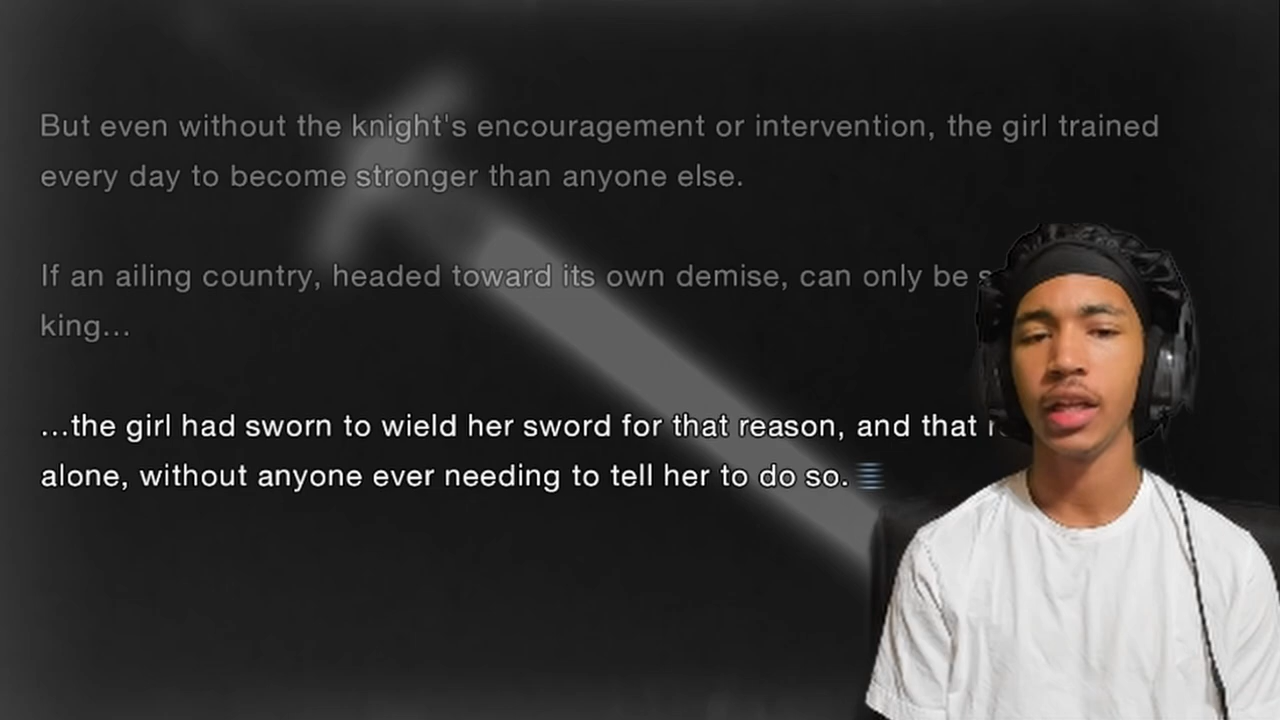 But even without the knight's encouragement or intervention, the girl trained
every day to become stronger than anyone else.
If an ailing country, headed toward its own demise, can only be
king...
...the girl had sworn to wield her sword for that reason, and that
alone, without anyone ever needing to tell her to do so.